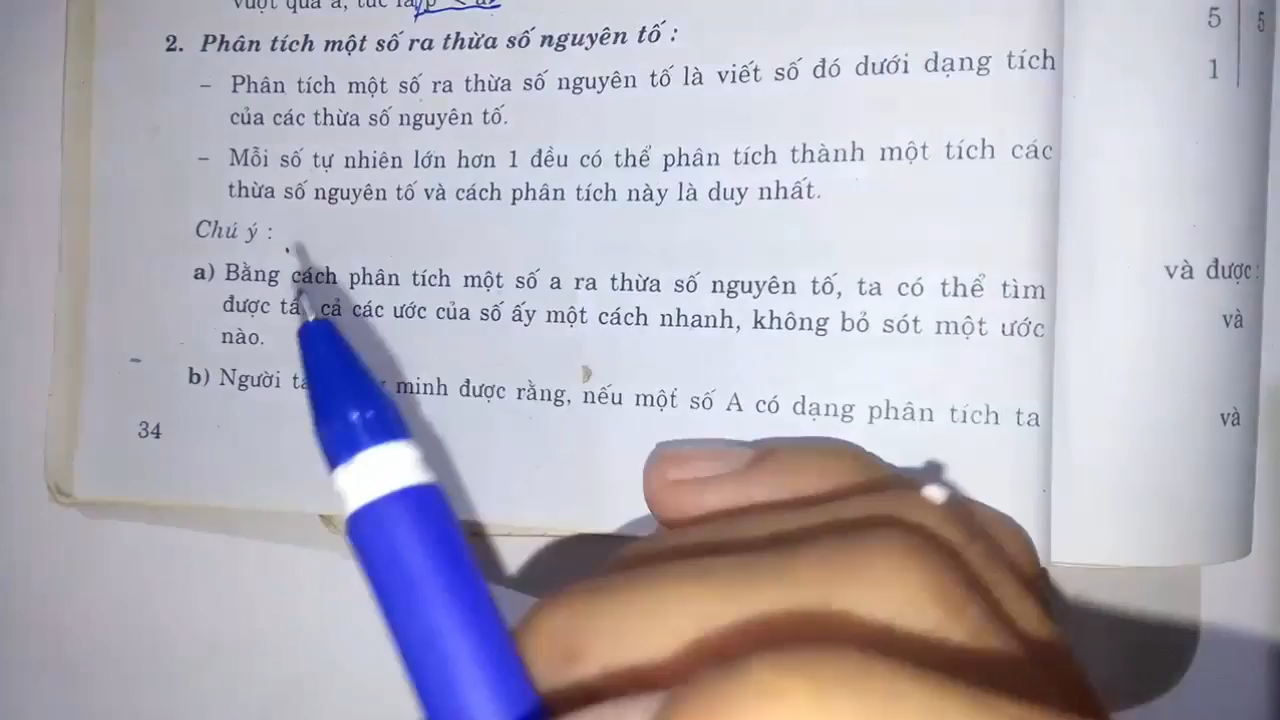 vượt quá a, tức là p < a
2. Phân tích một số ra thừa số nguyên tố :
– Phân tích một số ra thừa số nguyên tố là viết số đó dưới dạng tích
của các thừa số nguyên tố.
– Mỗi số tự nhiên lớn hơn 1 đều có thể phân tích thành một tích các
thừa số nguyên tố và cách phân tích này là duy nhất.
Chú ý :
a) Bằng cách phân tích một số a ra thừa số nguyên tố, ta có thể tìm
được cả các ước của số ấy một cách nhanh, không bỏ sót một ước
nào.
b) Người minh được rằng, nếu một số A có dạng phân tích ta
34
5 5
1
và được:
và
và